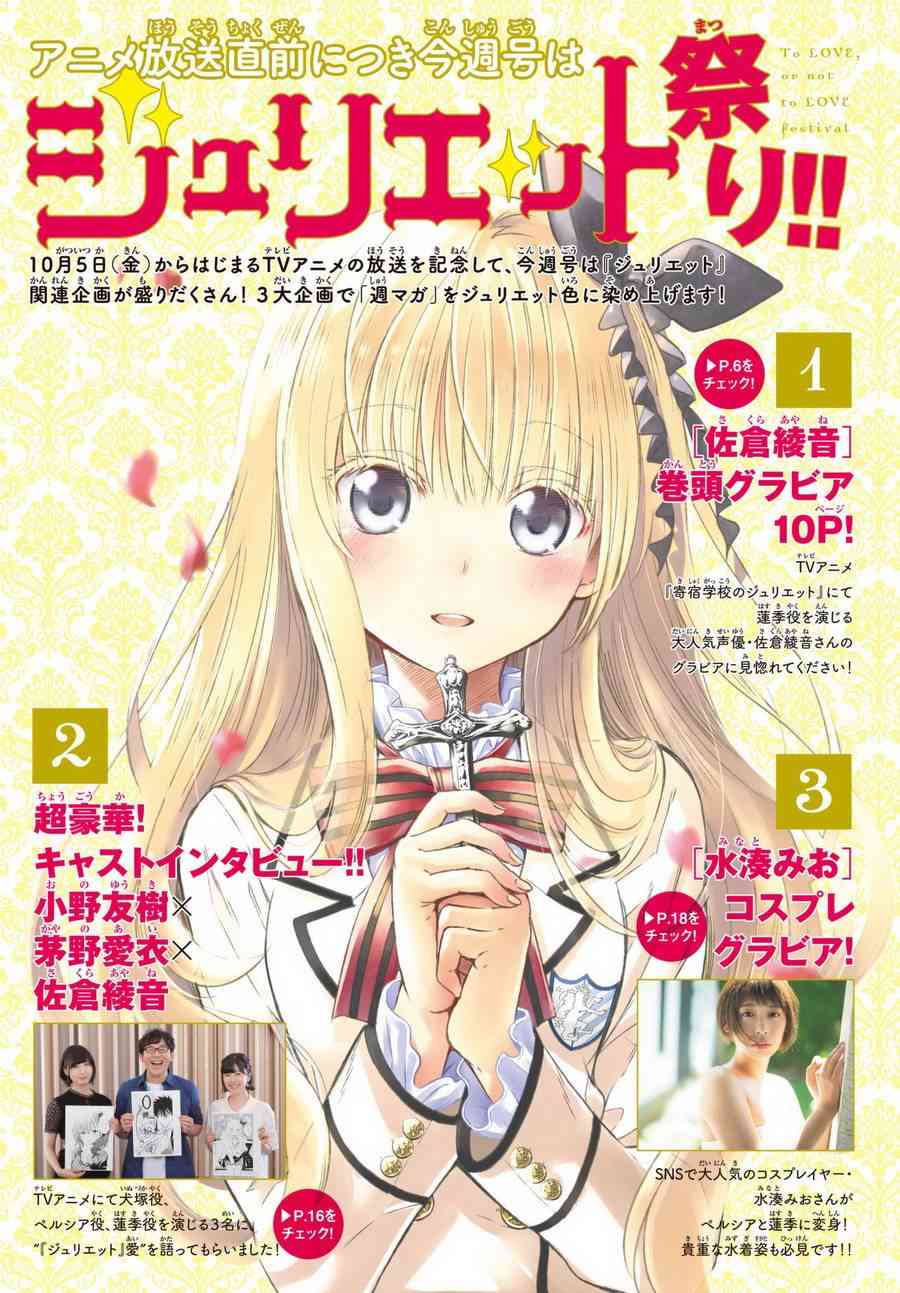 アニメ放送直前につき今週号は
ジュリエット祭り!!
To LOVE,
or not
to LOVE
festival
10月5日(金)からはじまるTVアニメの放送を記念して、今週号は『ジュリエット』
関連企画が盛りだくさん! 3大企画で「週マガ」をジュリエット色に染め上げます!
▶P.6を
チェック!
1
[佐倉綾音]
巻頭グラビア
10P!
TVアニメ
『寄宿学校のジュリエット』にて
蓮季役を演じる
大人気声優・佐倉綾音さんの
グラビアに見惚れてください!
2
超豪華!
キャストインタビュー!!
小野友樹×
茅野愛衣×
佐倉綾音
TVアニメにて犬塚役、
ペルシア役、蓮季役を演じる3名に、
“『ジュリエット』愛”を語ってもらいました!
▶P.16を
チェック!
3
[水湊みお]
コスプレ
グラビア!
▶P.18を
チェック!
SNSで大人気のコスプレイヤー・
水湊みおさんが
ペルシアと蓮季に変身!
貴重な水着姿も必見です!!